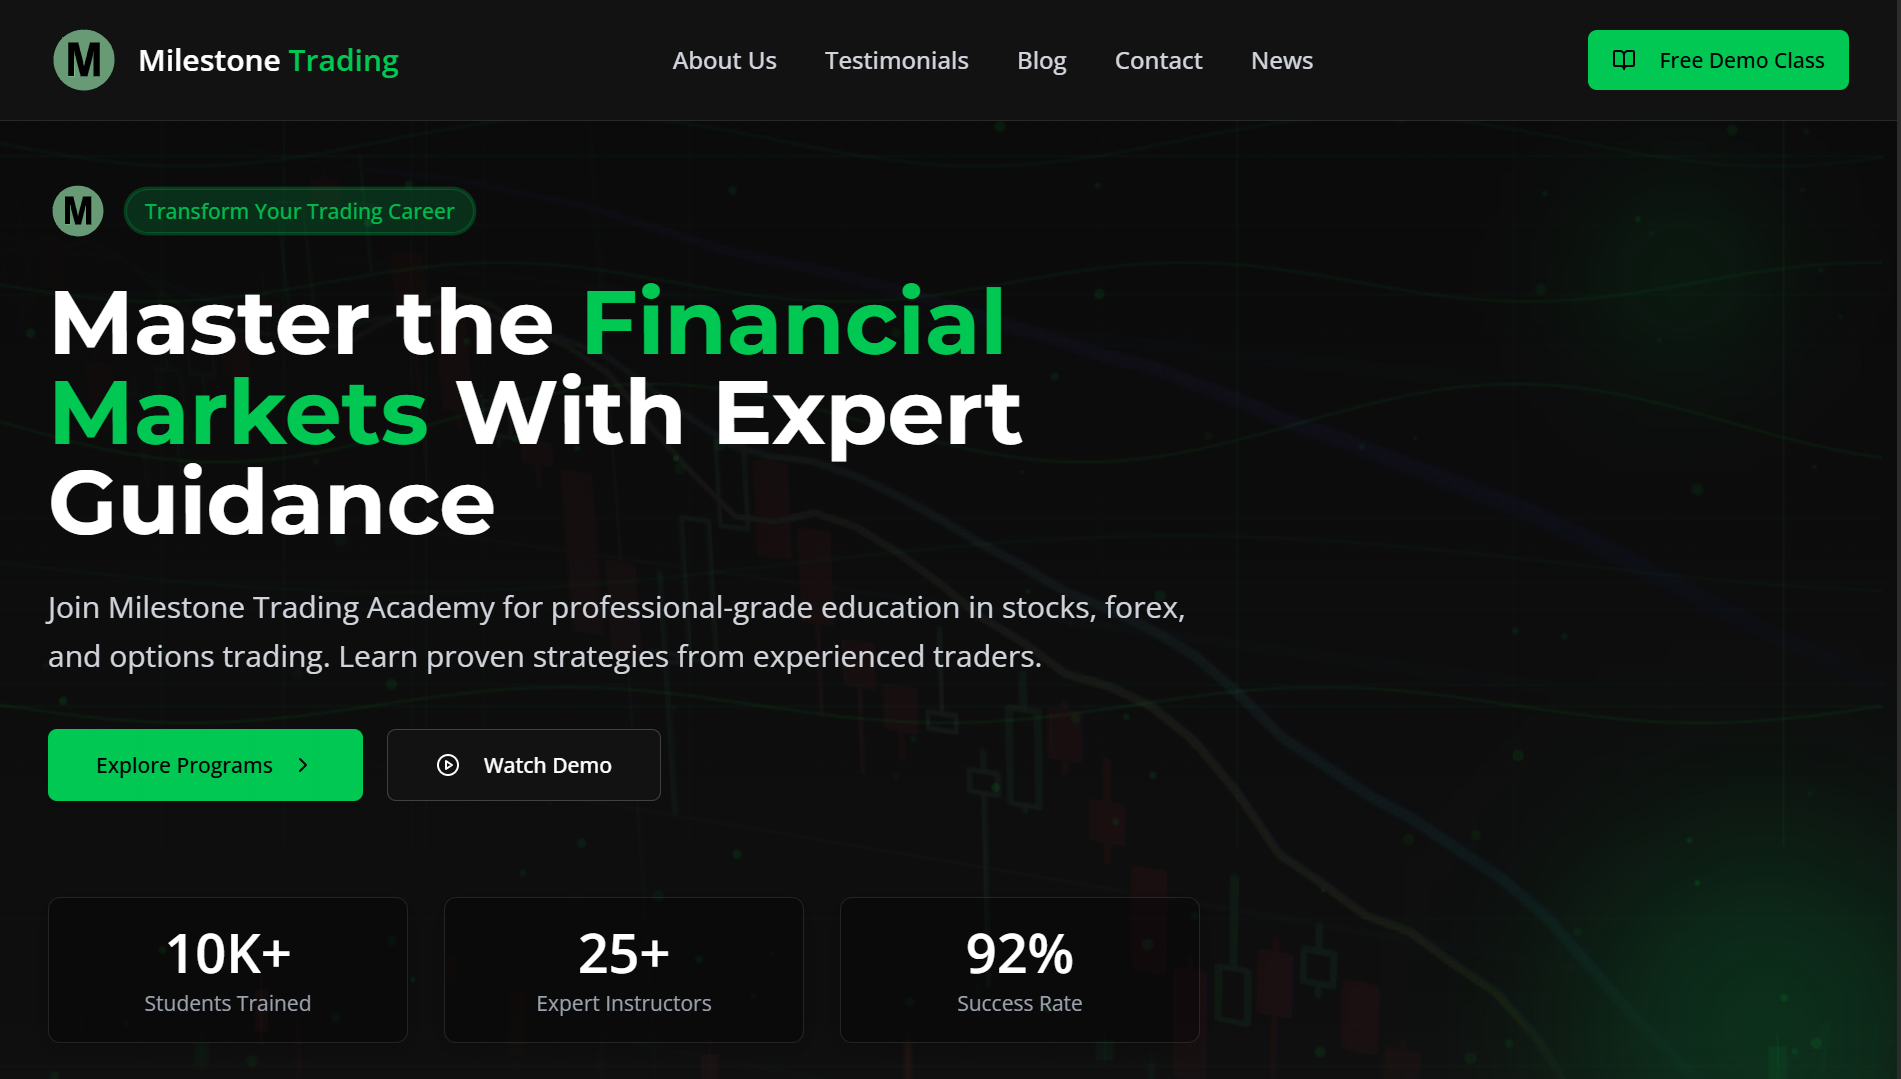 M
Milestone Trading
About Us
Testimonials
Blog
Contact
News
Free Demo Class
M
Transform Your Trading Career
Master the Financial
Markets With Expert
Guidance
Join Milestone Trading Academy for professional-grade education in stocks, forex,
and options trading. Learn proven strategies from experienced traders.
Explore Programs
Watch Demo
10K+
Students Trained
25+
Expert Instructors
92%
Success Rate